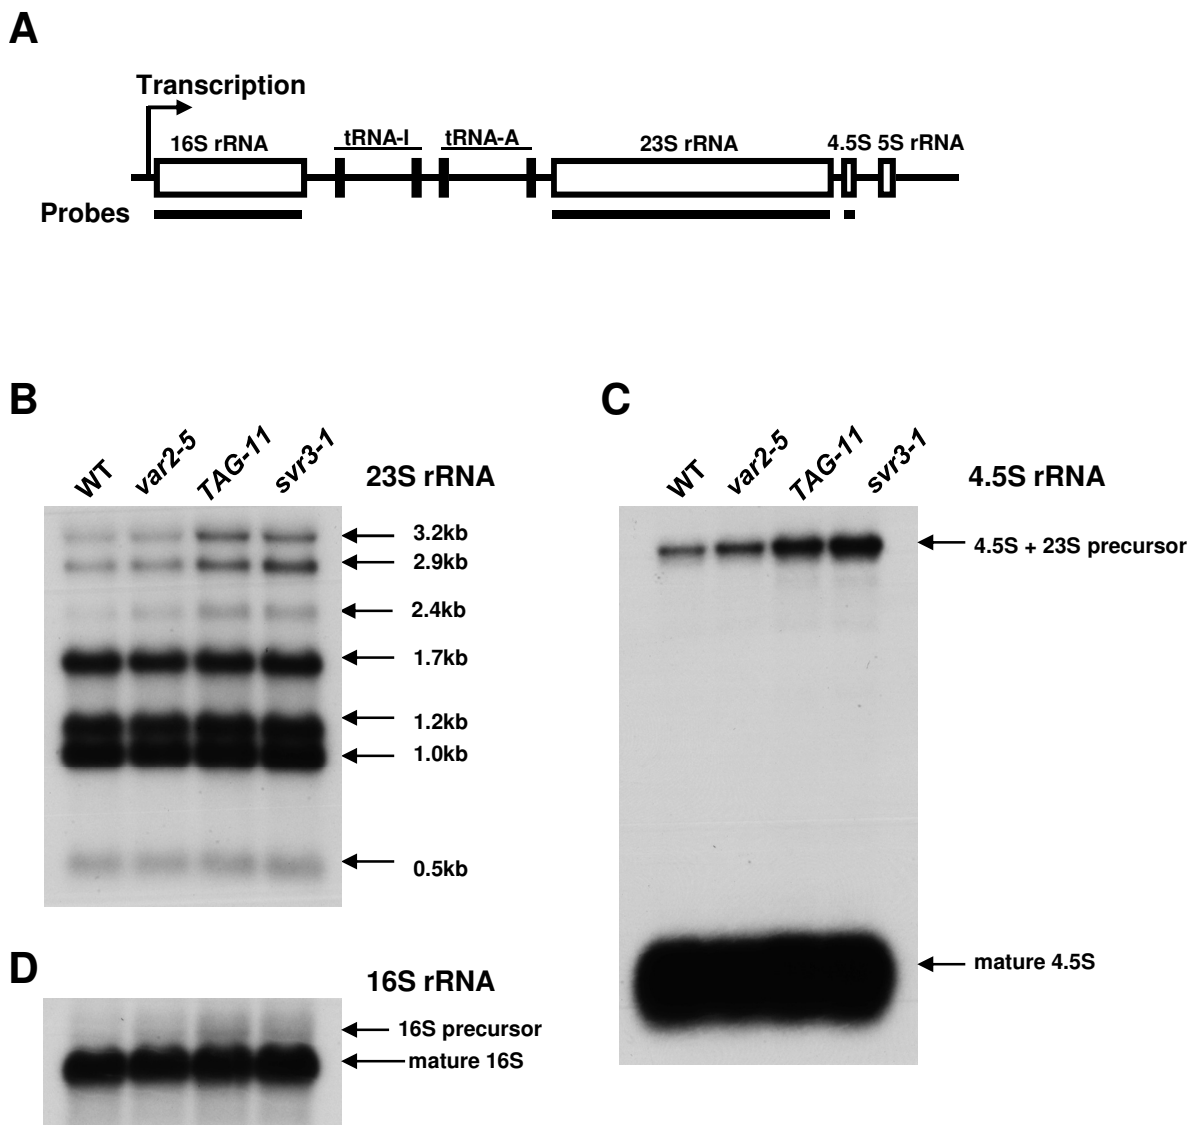 A
Transcription
16S rRNA
tRNA-I
tRNA-A
23S rRNA
4.5S 5S rRNA
Probes
B
WT
var2-5
TAG-11
svr3-1
23S rRNA
3.2kb
2.9kb
2.4kb
1.7kb
1.2kb
1.0kb
0.5kb
C
WT
var2-5
TAG-11
svr3-1
4.5S rRNA
4.5S + 23S precursor
mature 4.5S
D
16S rRNA
16S precursor
mature 16S